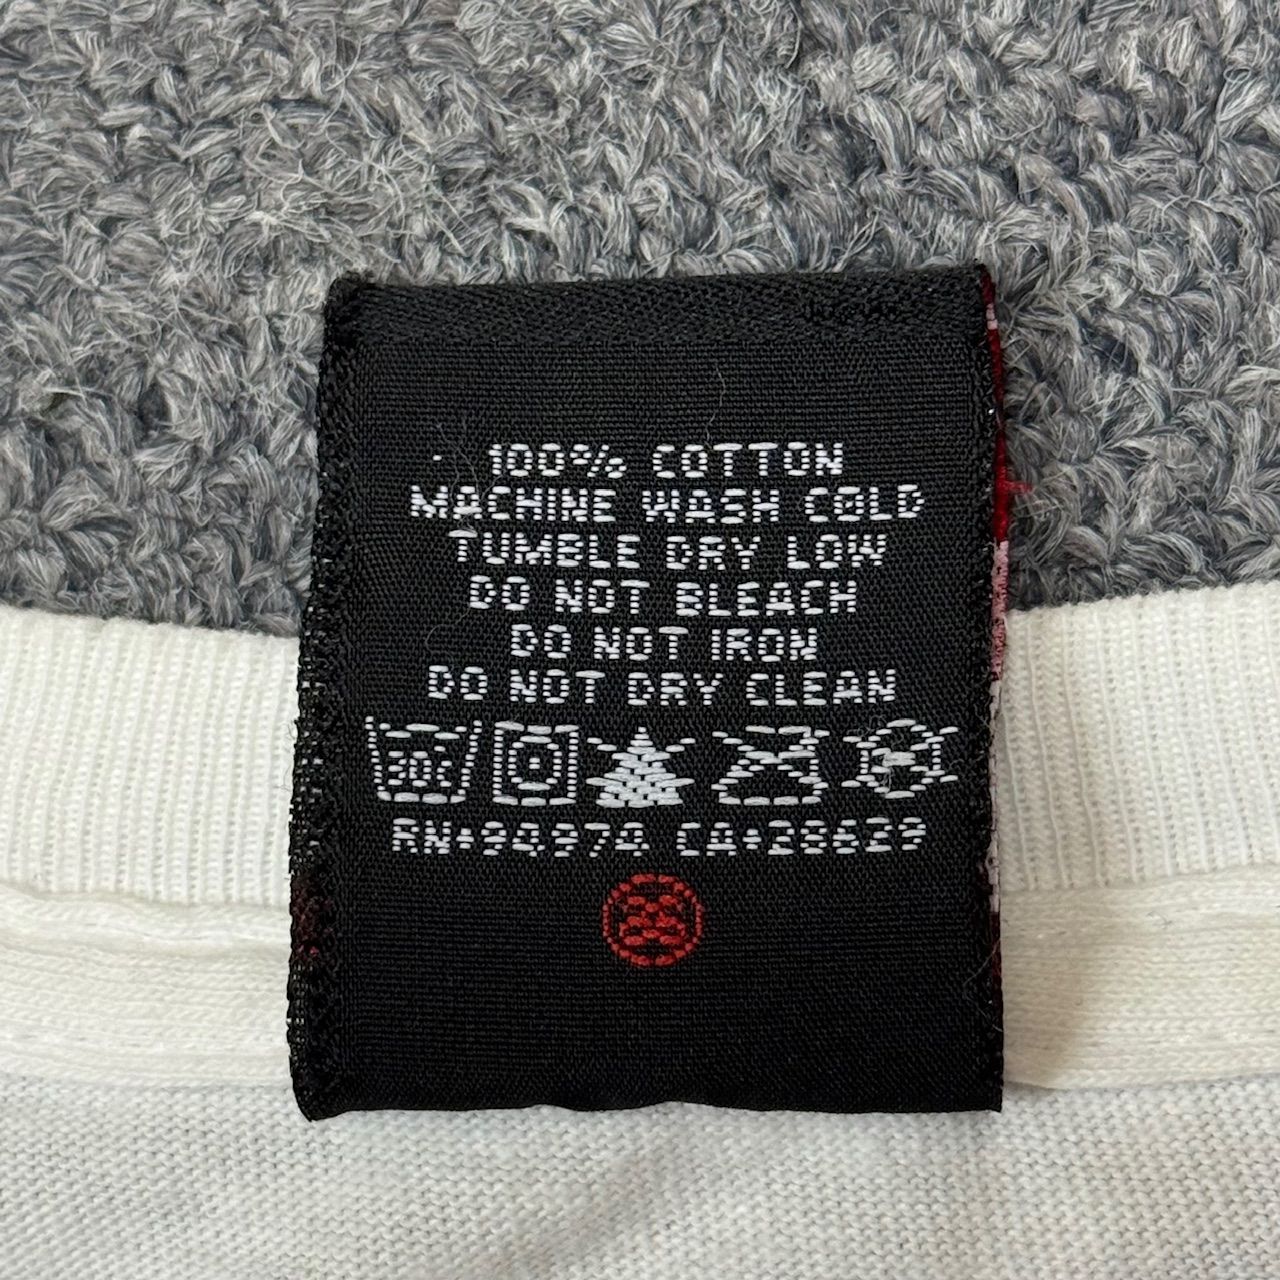 100% COTTON
MACHINE WASH COLD
TUMBLE DRY LOW
DO NOT BLEACH
DO NOT IRON
DO NOT DRY CLEAN
30C
RN•94974 CA•28629